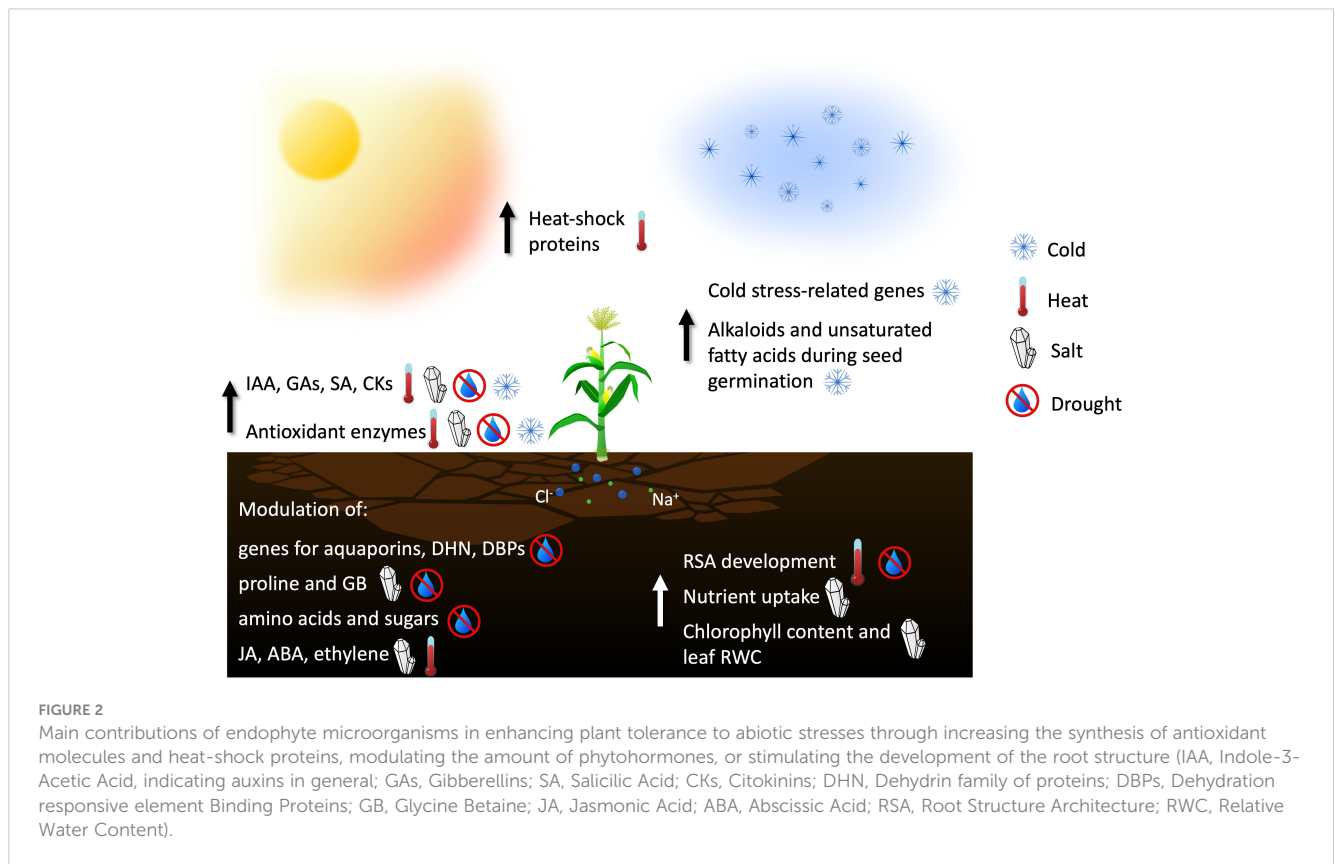 Heat-shock
proteins
Cold stress-related genes
Alkaloids and unsaturated
fatty acids during seed
germination
Cold
Heat
Salt
Drought
IAA, GAs, SA, CKs
Antioxidant enzymes
Cl-
Na+
Modulation of:
genes for aquaporins, DHN, DBPs
proline and GB
amino acids and sugars
JA, ABA, ethylene
RSA development
Nutrient uptake
Chlorophyll content and
leaf RWC
FIGURE 2
Main contributions of endophyte microorganisms in enhancing plant tolerance to abiotic stresses through increasing the synthesis of antioxidant
molecules and heat-shock proteins, modulating the amount of phytohormones, or stimulating the development of the root structure (IAA, Indole-3-
Acetic Acid, indicating auxins in general; GAs, Gibberellins; SA, Salicilic Acid; CKs, Citokinins; DHN, Dehydrin family of proteins; DBPs, Dehydration
responsive element Binding Proteins; GB, Glycine Betaine; JA, Jasmonic Acid; ABA, Abscissic Acid; RSA, Root Structure Architecture; RWC, Relative
Water Content).